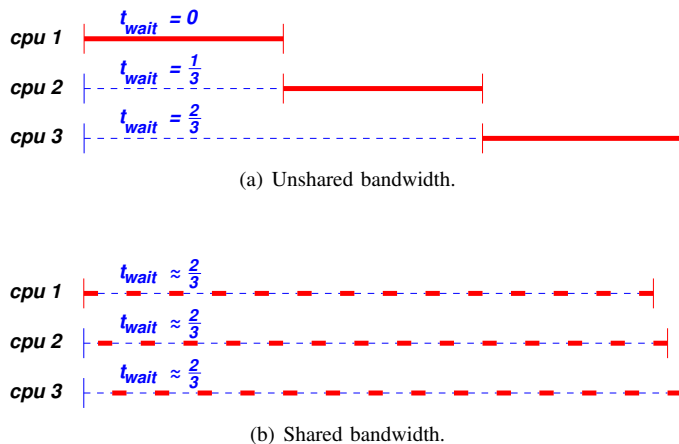 cpu 1 t_wait = 0
cpu 2 t_wait = 1/3
cpu 3 t_wait = 2/3
(a) Unshared bandwidth.
cpu 1 t_wait ≈ 2/3
cpu 2 t_wait ≈ 2/3
cpu 3 t_wait ≈ 2/3
(b) Shared bandwidth.